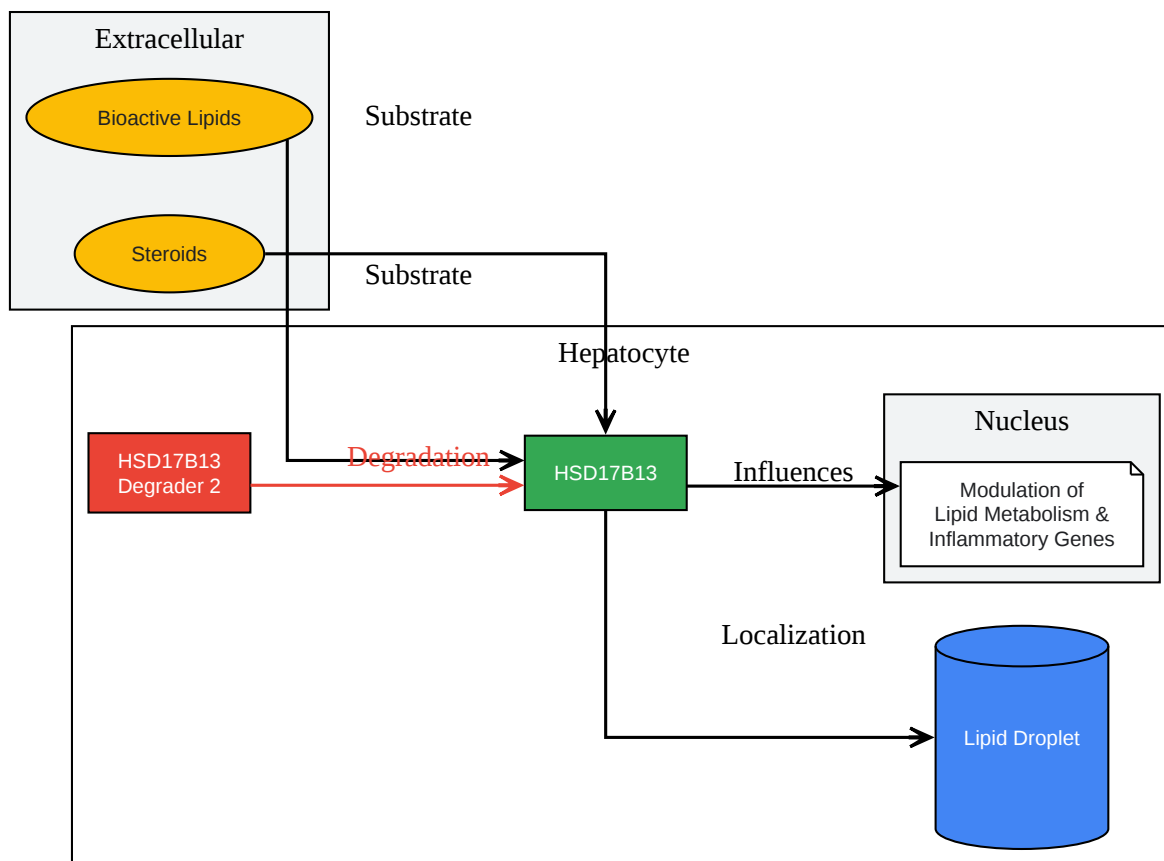 Extracellular
Bioactive Lipids
Substrate
Steroids
Substrate
Hepatocyte
HSD17B13
Degrader 2
Degradation
HSD17B13
Influences
Nucleus
Modulation of
Lipid Metabolism &
Inflammatory Genes
Localization
Lipid Droplet